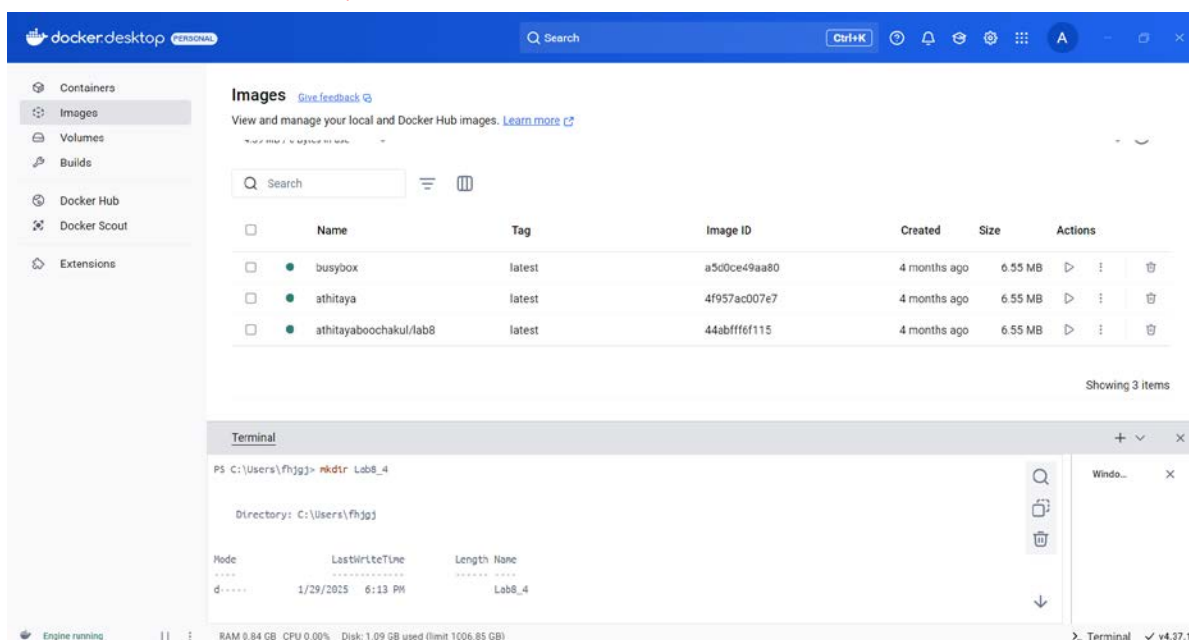 docker.desktop PERSONAL
Search
Ctrl+K
A
Containers
Images
Volumes
Builds
Docker Hub
Docker Scout
Extensions
Images Give feedback
View and manage your local and Docker Hub images. Learn more
Search
Name Tag Image ID Created Size Actions
busybox latest a5d0ce49aa80 4 months ago 6.55 MB
athitaya latest 4f957ac007e7 4 months ago 6.55 MB
athitayaboochakul/lab8 latest 44abfff6f115 4 months ago 6.55 MB
Showing 3 items
Terminal
PS C:\Users\fhjgj> mkdir Lab8_4
Windo...
Directory: C:\Users\fhjgj
Mode LastWriteTime Length Name
---- ------------- ------ ----
d----- 1/29/2025 6:13 PM Lab8_4
Engine running RAM 0.84 GB CPU 0.00% Disk: 1.09 GB used (limit 1006.85 GB) >_ Terminal